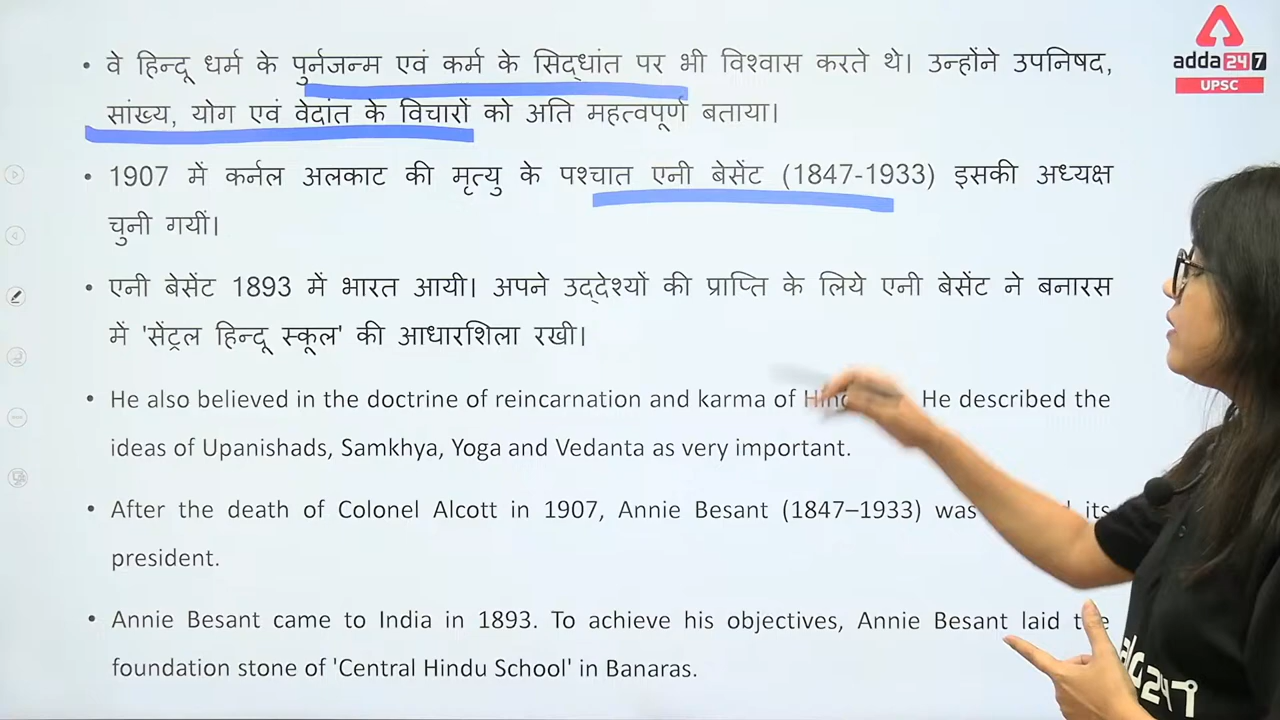 adda247
UPSC
• वे हिन्दू धर्म के पुर्नजन्म एवं कर्म के सिद्धांत पर भी विश्वास करते थे। उन्होंने उपनिषद,
सांख्य, योग एवं वेदांत के विचारों को अति महत्वपूर्ण बताया।
• 1907 में कर्नल अलकाट की मृत्यु के पश्चात एनी बेसेंट (1847-1933) इसकी अध्यक्ष
चुनी गयीं।
• एनी बेसेंट 1893 में भारत आयी। अपने उद्देश्यों की प्राप्ति के लिये एनी बेसेंट ने बनारस
में 'सेंट्रल हिन्दू स्कूल' की आधारशिला रखी।
• He also believed in the doctrine of reincarnation and karma of He described the
ideas of Upanishads, Samkhya, Yoga and Vedanta as very important.
• After the death of Colonel Alcott in 1907, Annie Besant (1847–1933) was its
president.
• Annie Besant came to India in 1893. To achieve his objectives, Annie Besant laid the
foundation stone of 'Central Hindu School' in Banaras.